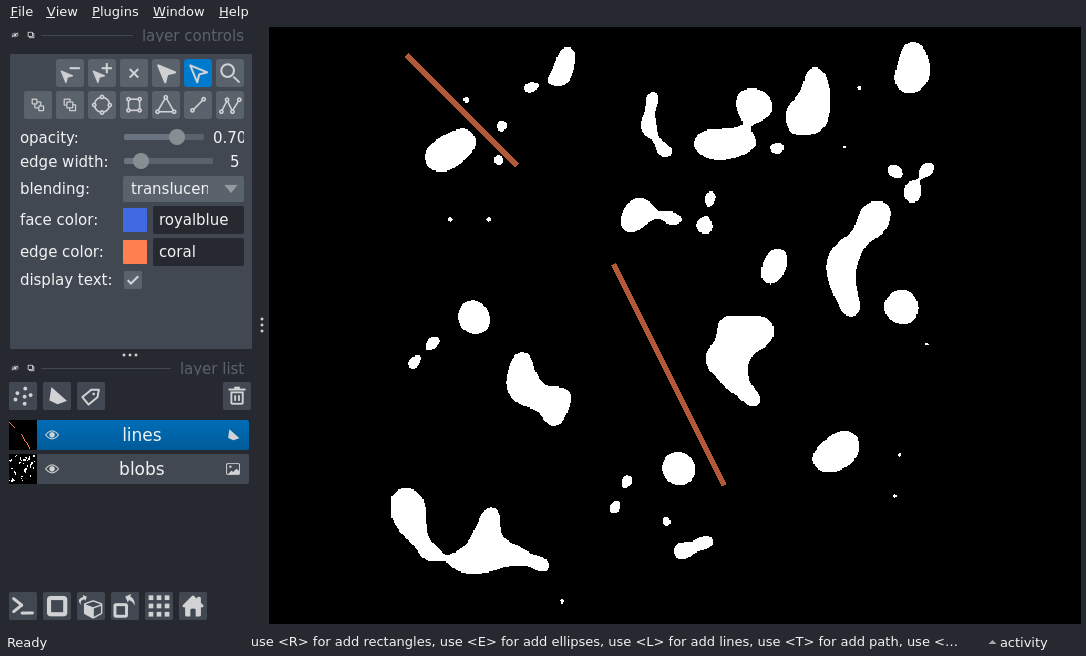 File View Plugins Window Help
layer controls
opacity: 0.70
edge width: 5
blending: translucen
face color: royalblue
edge color: coral
display text:
layer list
lines
blobs
Ready use <R> for add rectangles, use <E> for add ellipses, use <L> for add lines, use <T> for add path, use <... activity